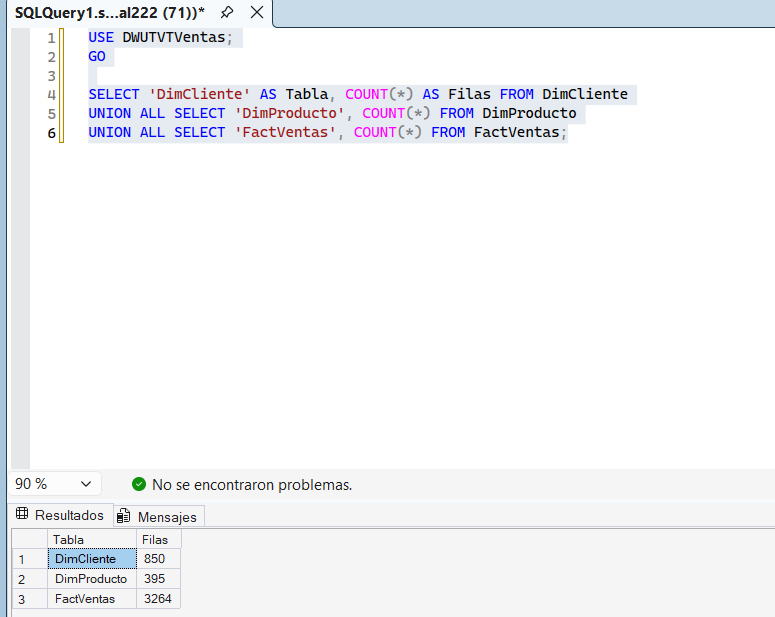 SQLQuery1.s...al222 (71))*
1 USE DWUTVTVentas;
2 GO
3
4 SELECT 'DimCliente' AS Tabla, COUNT(*) AS Filas FROM DimCliente
5 UNION ALL SELECT 'DimProducto', COUNT(*) FROM DimProducto
6 UNION ALL SELECT 'FactVentas', COUNT(*) FROM FactVentas;
90 % No se encontraron problemas.
Resultados Mensajes
Tabla Filas
1 DimCliente 850
2 DimProducto 395
3 FactVentas 3264